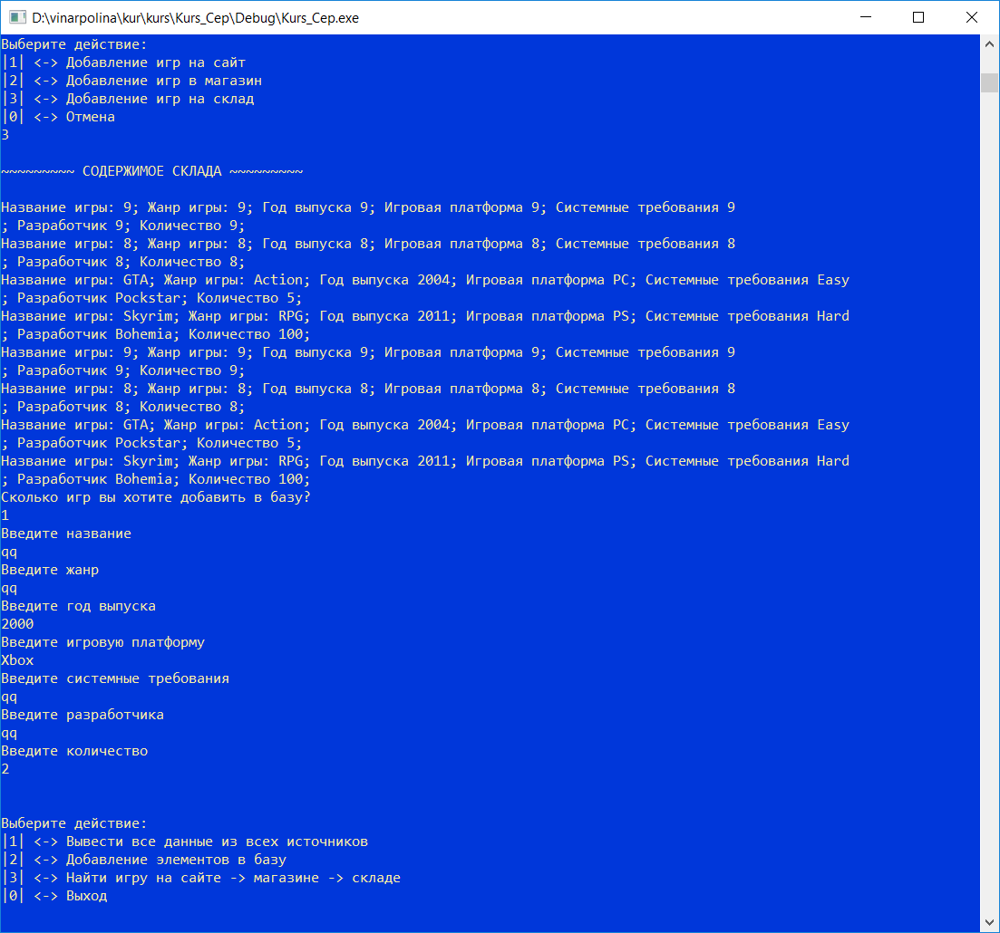 D:\vinarpolina\kur\kurs\Kurs_Cep\Debug\Kurs_Cep.exe
Выберите действие:
|1| <-> Добавление игр на сайт
|2| <-> Добавление игр в магазин
|3| <-> Добавление игр на склад
|0| <-> Отмена
3
~~~~~~~~~ СОДЕРЖИМОЕ СКЛАДА ~~~~~~~~~
Название игры: 9; Жанр игры: 9; Год выпуска 9; Игровая платформа 9; Системные требования 9
; Разработчик 9; Количество 9;
Название игры: 8; Жанр игры: 8; Год выпуска 8; Игровая платформа 8; Системные требования 8
; Разработчик 8; Количество 8;
Название игры: GTA; Жанр игры: Action; Год выпуска 2004; Игровая платформа PC; Системные требования Easy
; Разработчик Pockstar; Количество 5;
Название игры: Skyrim; Жанр игры: RPG; Год выпуска 2011; Игровая платформа PS; Системные требования Hard
; Разработчик Bohemia; Количество 100;
Название игры: 9; Жанр игры: 9; Год выпуска 9; Игровая платформа 9; Системные требования 9
; Разработчик 9; Количество 9;
Название игры: 8; Жанр игры: 8; Год выпуска 8; Игровая платформа 8; Системные требования 8
; Разработчик 8; Количество 8;
Название игры: GTA; Жанр игры: Action; Год выпуска 2004; Игровая платформа PC; Системные требования Easy
; Разработчик Pockstar; Количество 5;
Название игры: Skyrim; Жанр игры: RPG; Год выпуска 2011; Игровая платформа PS; Системные требования Hard
; Разработчик Bohemia; Количество 100;
Сколько игр вы хотите добавить в базу?
1
Введите название
qq
Введите жанр
qq
Введите год выпуска
2000
Введите игровую платформу
Xbox
Введите системные требования
qq
Введите разработчика
qq
Введите количество
2
Выберите действие:
|1| <-> Вывести все данные из всех источников
|2| <-> Добавление элементов в базу
|3| <-> Найти игру на сайте -> магазине -> складе
|0| <-> Выход